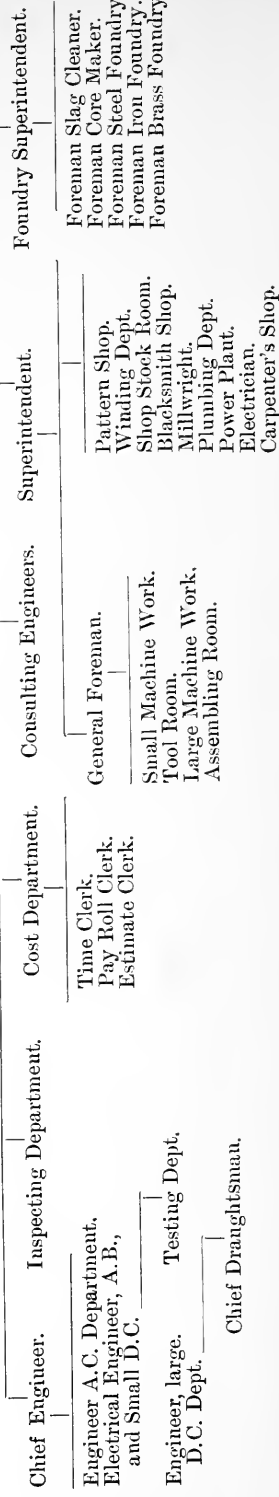 Chief Engineer.
Inspecting Department.
Cost Department.
Consulting Engineers.
Superintendent.
Foundry Superintendent.
Engineer A.C. Department.
Electrical Engineer, A.B.,
and Small D.C.
Testing Dept.
Engineer, large.
D.C. Dept.
Chief Draughtsman.
Time Clerk.
Pay Roll Clerk.
Estimate Clerk.
General Foreman.
Small Machine Work.
Tool Room.
Large Machine Work.
Assembling Room.
Pattern Shop.
Winding Dept.
Shop Stock Room.
Blacksmith Shop.
Millwright.
Plumbing Dept.
Power Plant.
Electrician.
Carpenter's Shop.
Foreman Slag Cleaner.
Foreman Core Maker.
Foreman Steel Foundry
Foreman Iron Foundry.
Foreman Brass Foundry